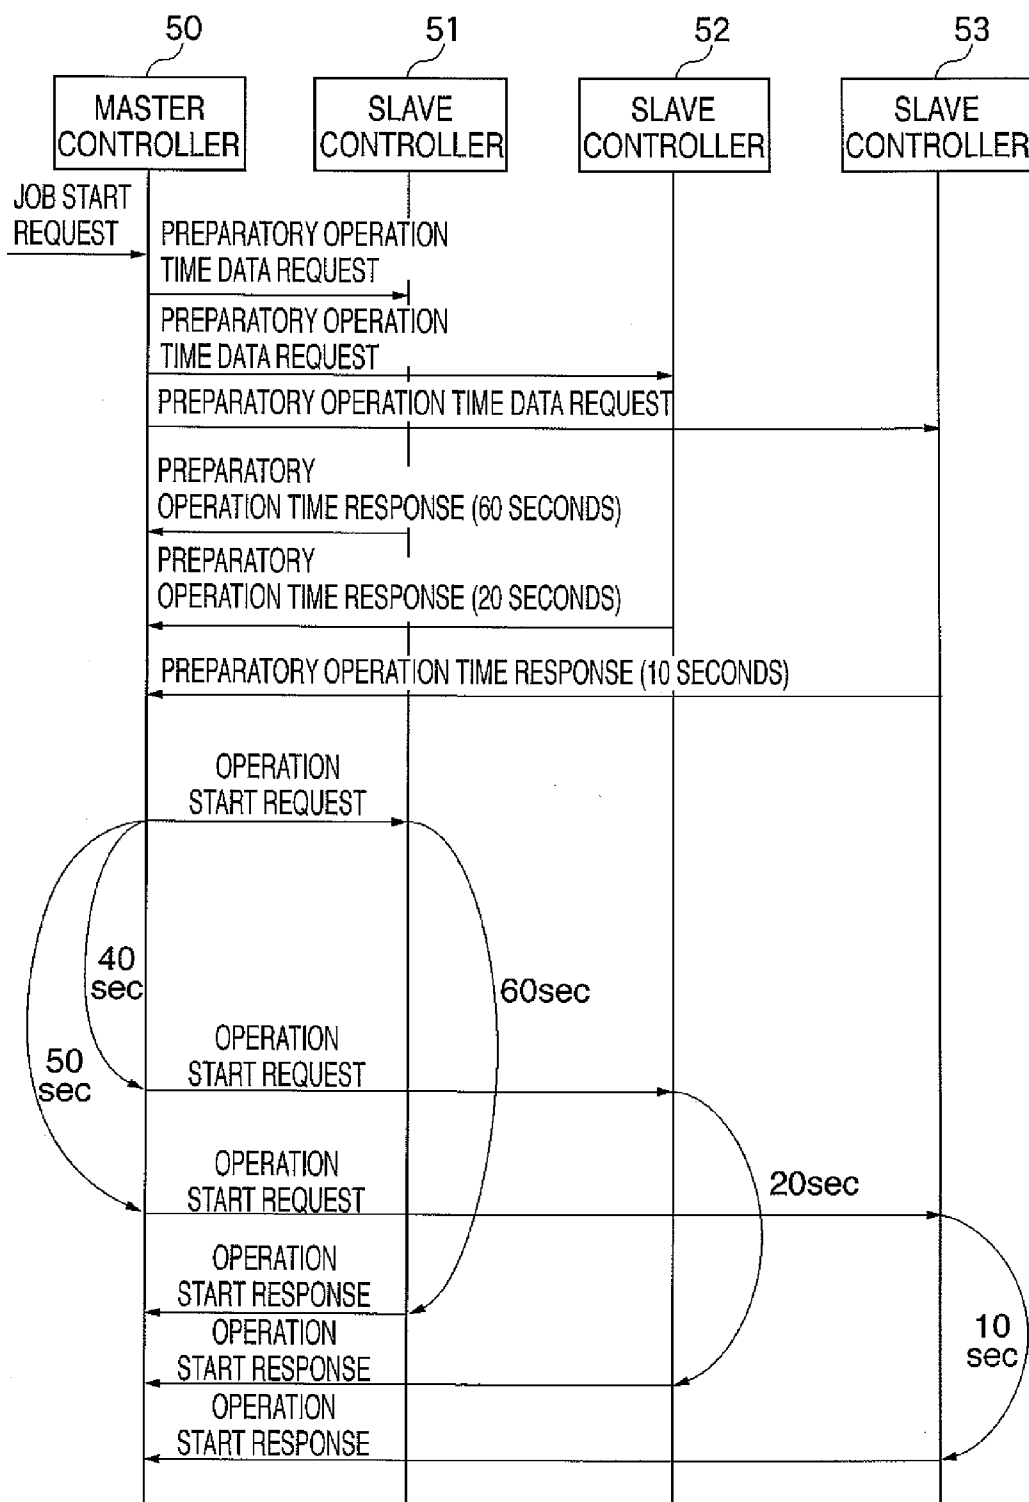 50
51
52
53
MASTER
CONTROLLER
SLAVE
CONTROLLER
SLAVE
CONTROLLER
SLAVE
CONTROLLER
JOB START
REQUEST
PREPARATORY OPERATION
TIME DATA REQUEST
PREPARATORY OPERATION
TIME DATA REQUEST
PREPARATORY OPERATION TIME DATA REQUEST
PREPARATORY
OPERATION TIME RESPONSE (60 SECONDS)
PREPARATORY
OPERATION TIME RESPONSE (20 SECONDS)
PREPARATORY OPERATION TIME RESPONSE (10 SECONDS)
OPERATION
START REQUEST
40
sec
60sec
OPERATION
START REQUEST
50
sec
OPERATION
START REQUEST
20sec
OPERATION
START RESPONSE
OPERATION
START RESPONSE
10
sec
OPERATION
START RESPONSE